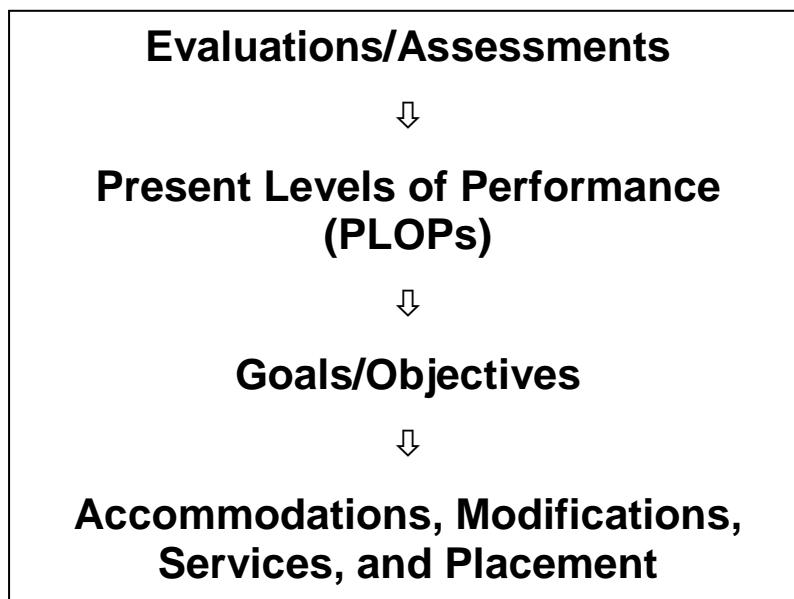 Evaluations/Assessments
⇩
Present Levels of Performance
(PLOPs)
⇩
Goals/Objectives
⇩
Accommodations, Modifications,
Services, and Placement